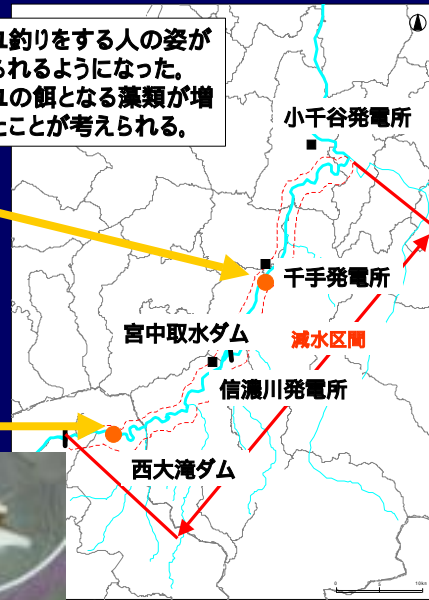 ユ釣りをする人の姿が
られるようになった。
ユの餌となる藻類が増
たことが考えられる。
小千谷発電所
千手発電所
宮中取水ダム
減水区間
信濃川発電所
西大滝ダム